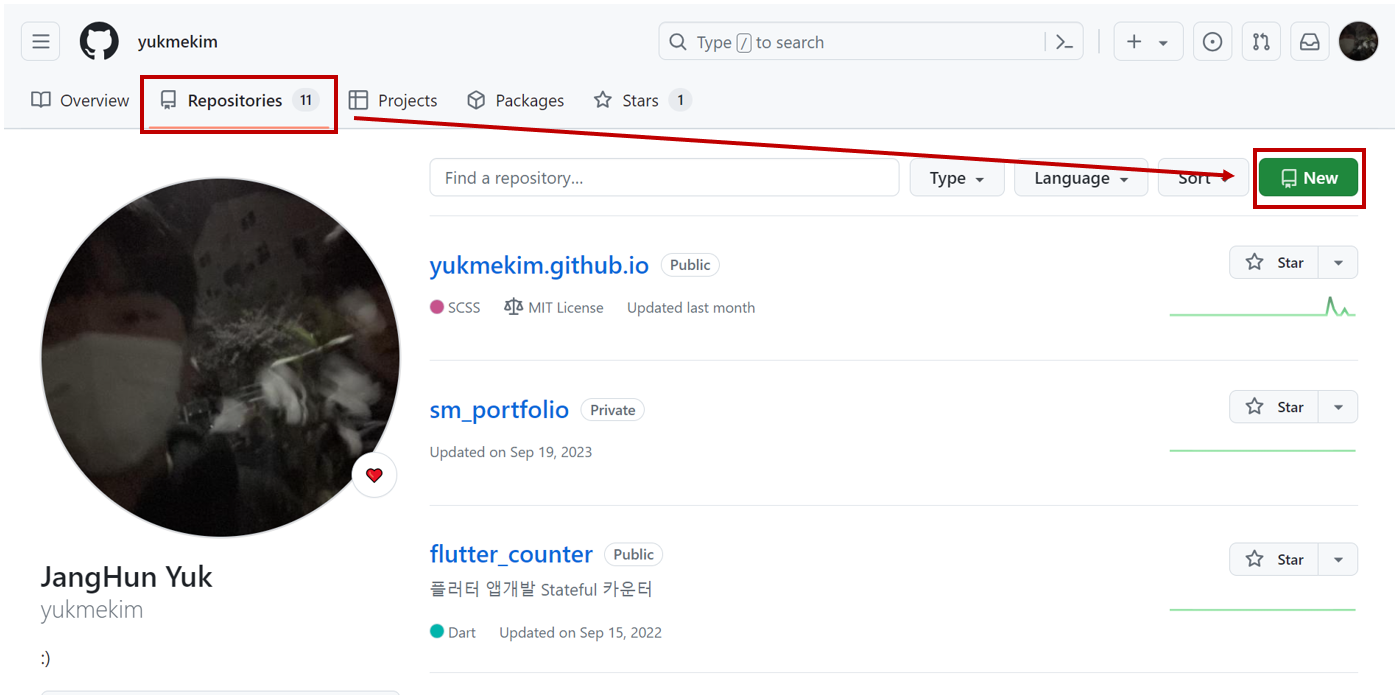 yukmekim
Type / to search
Overview Repositories 11 Projects Packages Stars 1
Find a repository... Type Language Sort New
yukmekim.github.io Public Star
SCSS MIT License Updated last month
sm_portfolio Private Star
Updated on Sep 19, 2023
flutter_counter Public Star
플러터 앱개발 Stateful 카운터
Dart Updated on Sep 15, 2022
JangHun Yuk
yukmekim
:)